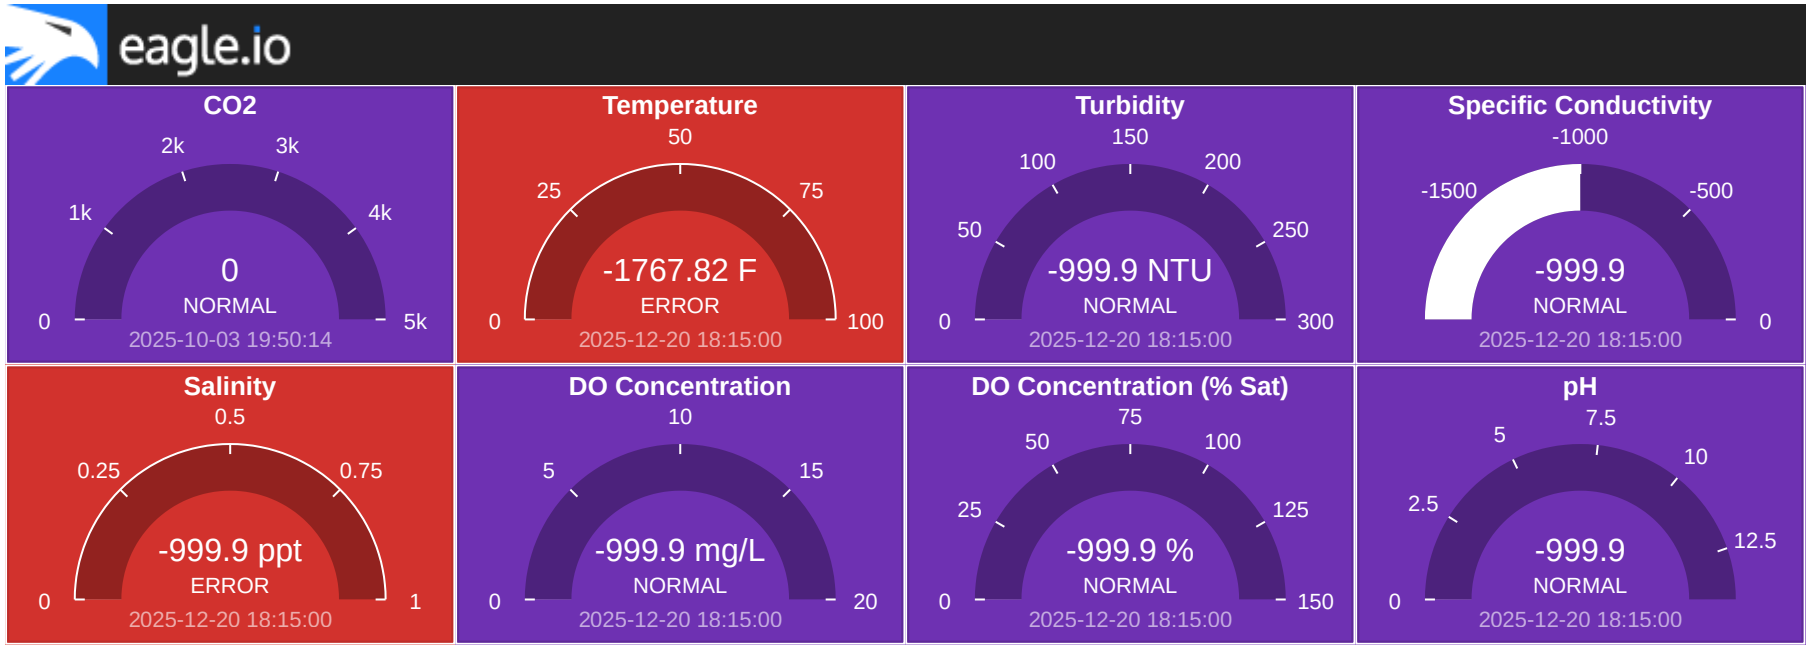 eagle.io
CO2
2k 3k
1k 4k
0
NORMAL
0 5k
2025-10-03 19:50:14
Temperature
50
25 75
-1767.82 F
ERROR
0 100
2025-12-20 18:15:00
Turbidity
150
100 200
50 250
-999.9 NTU
NORMAL
0 300
2025-12-20 18:15:00
Specific Conductivity
-1000
-1500 -500
-999.9
NORMAL
0
2025-12-20 18:15:00
Salinity
0.5
0.25 0.75
-999.9 ppt
ERROR
0 1
2025-12-20 18:15:00
DO Concentration
10
5 15
-999.9 mg/L
NORMAL
0 20
2025-12-20 18:15:00
DO Concentration (% Sat)
75
50 100
25 125
-999.9 %
NORMAL
0 150
2025-12-20 18:15:00
pH
7.5
5 10
2.5 12.5
-999.9
NORMAL
0
2025-12-20 18:15:00